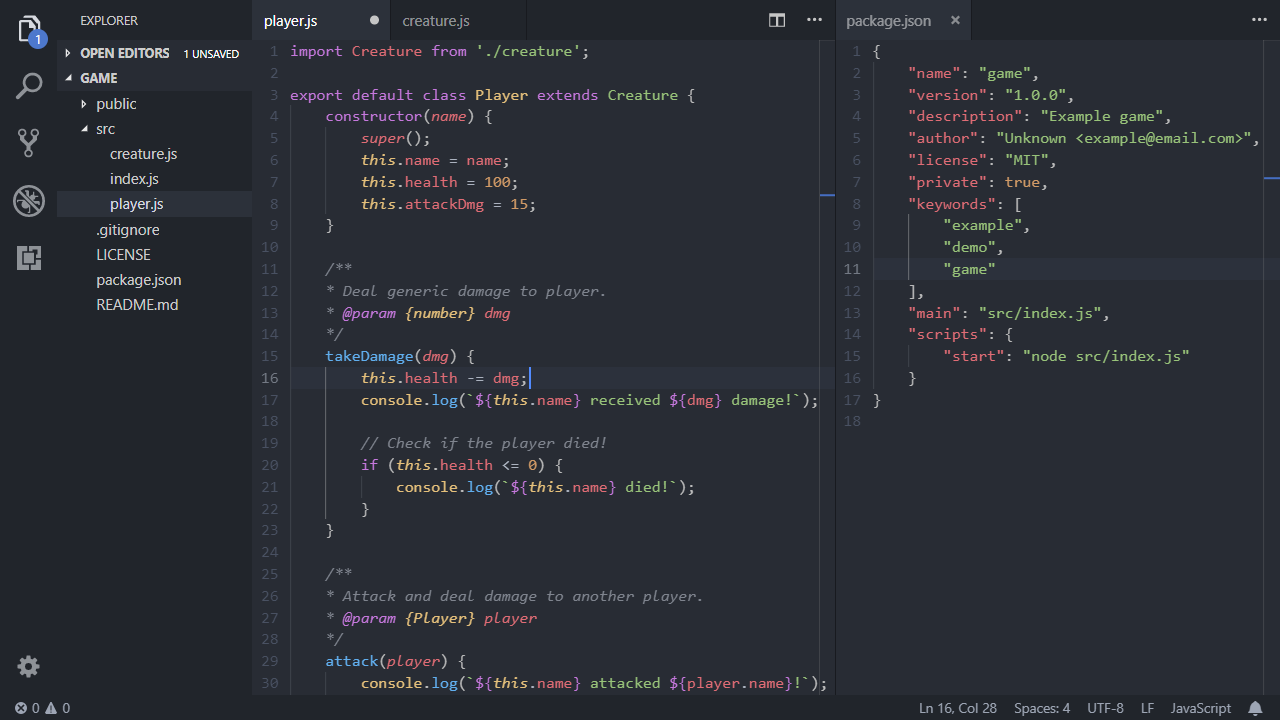 EXPLORER
1
OPEN EDITORS 1 UNSAVED
GAME
public
src
creature.js
index.js
player.js
.gitignore
LICENSE
package.json
README.md
player.js
creature.js
1 import Creature from './creature';
2
3 export default class Player extends Creature {
4     constructor(name) {
5         super();
6         this.name = name;
7         this.health = 100;
8         this.attackDmg = 15;
9     }
10
11     /**
12     * Deal generic damage to player.
13     * @param {number} dmg
14     */
15     takeDamage(dmg) {
16         this.health -= dmg;
17         console.log(`${this.name} received ${dmg} damage!`);
18
19         // Check if the player died!
20         if (this.health <= 0) {
21             console.log(`${this.name} died!`);
22         }
23     }
24
25     /**
26     * Attack and deal damage to another player.
27     * @param {Player} player
28     */
29     attack(player) {
30         console.log(`${this.name} attacked ${player.name}!`);
package.json
1 {
2     "name": "game",
3     "version": "1.0.0",
4     "description": "Example game",
5     "author": "Unknown <example@email.com>",
6     "license": "MIT",
7     "private": true,
8     "keywords": [
9         "example",
10         "demo",
11         "game"
12     ],
13     "main": "src/index.js",
14     "scripts": {
15         "start": "node src/index.js"
16     }
17 }
18
0 0
Ln 16, Col 28 Spaces: 4 UTF-8 LF JavaScript